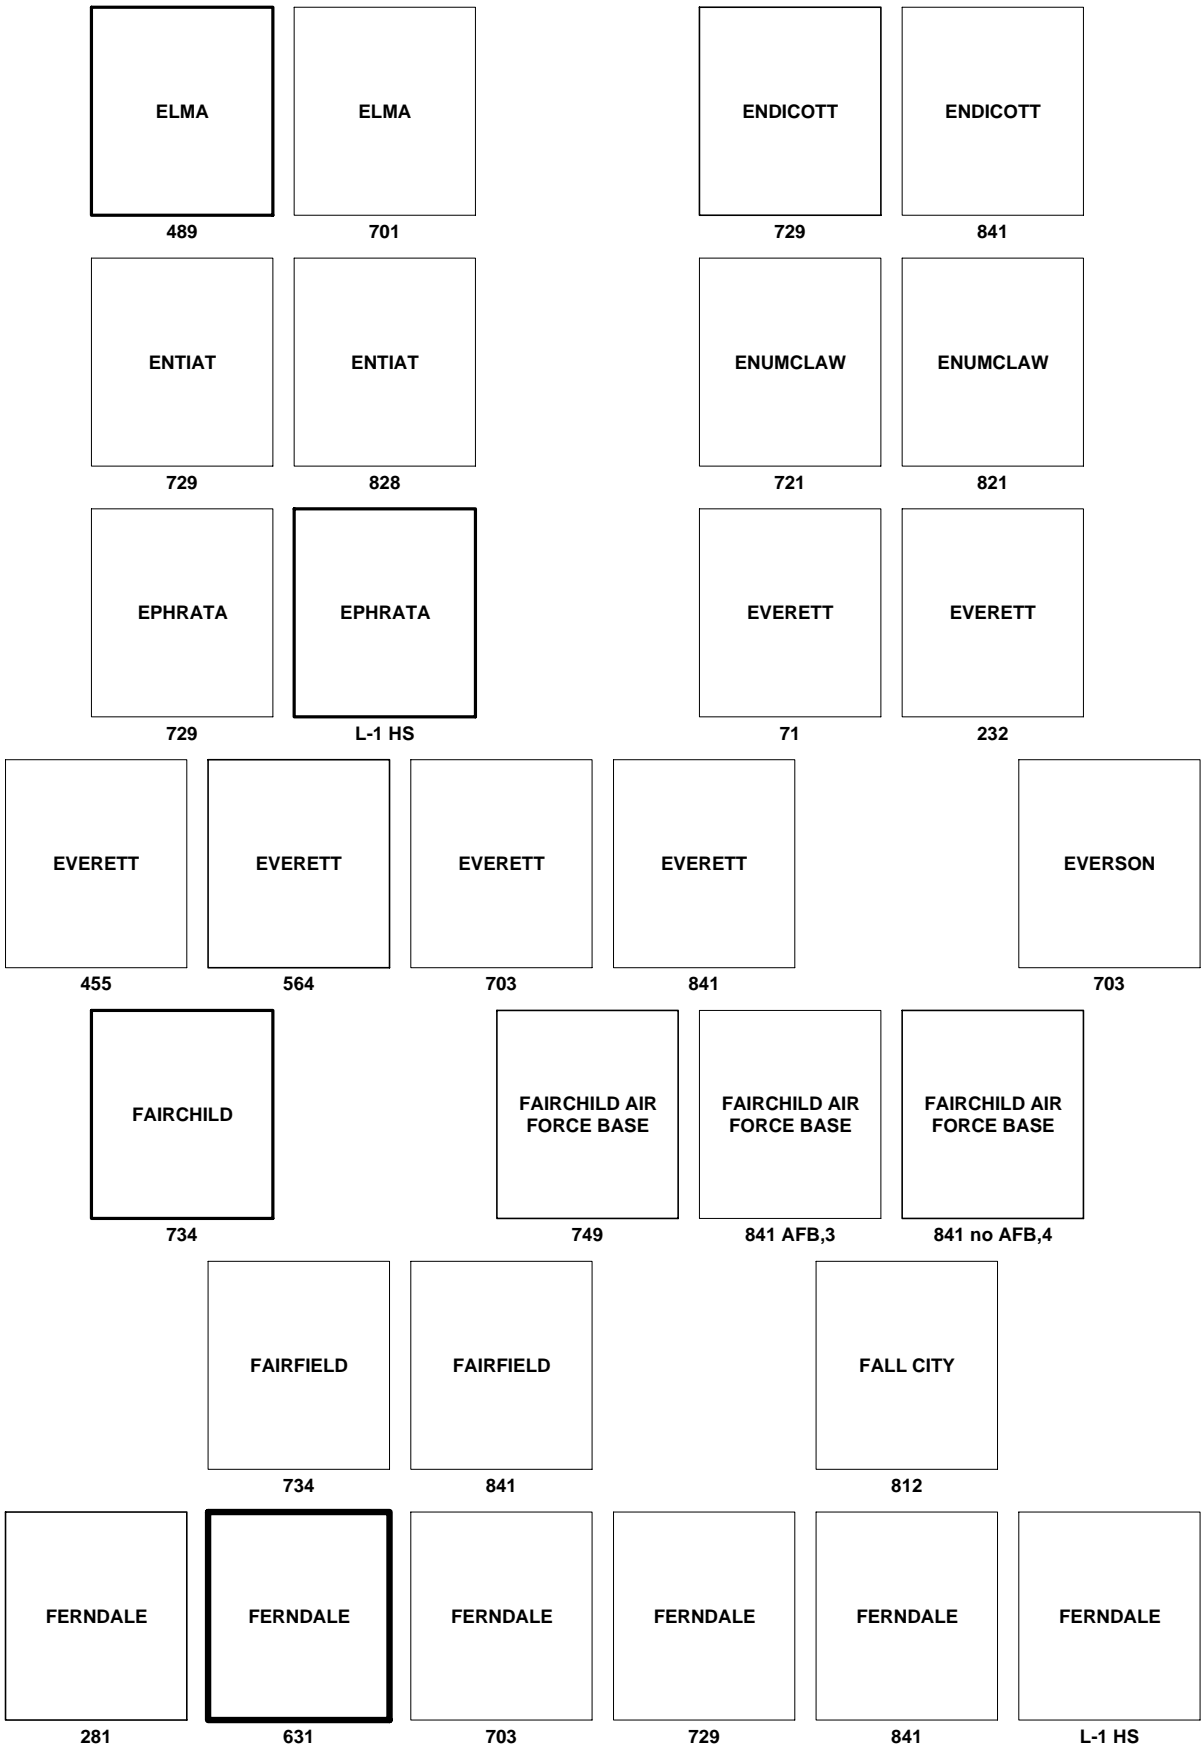 ELMA ELMA ENDICOTT ENDICOTT
489 701 729 841
ENTIAT ENTIAT ENUMCLAW ENUMCLAW
729 828 721 821
EPHRATA EPHRATA EVERETT EVERETT
729 L-1 HS 71 232
EVERETT EVERETT EVERETT EVERETT EVERSON
455 564 703 841 703
FAIRCHILD FAIRCHILD AIR FORCE BASE FAIRCHILD AIR FORCE BASE FAIRCHILD AIR FORCE BASE
734 749 841 AFB,3 841 no AFB,4
FAIRFIELD FAIRFIELD FALL CITY
734 841 812
FERNDALE FERNDALE FERNDALE FERNDALE FERNDALE FERNDALE
281 631 703 729 841 L-1 HS